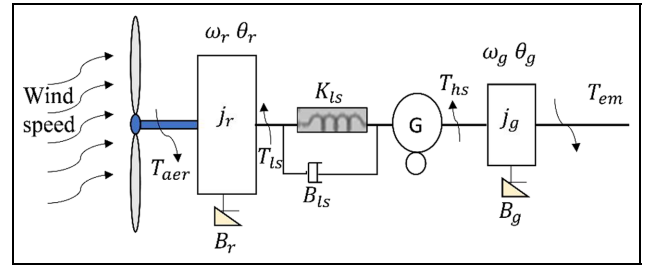 ω_r θ_r
ω_g θ_g
Wind
speed
T_aer
j_r
T_ls
K_ls
B_ls
G
T_hs
j_g
T_em
B_r
B_g